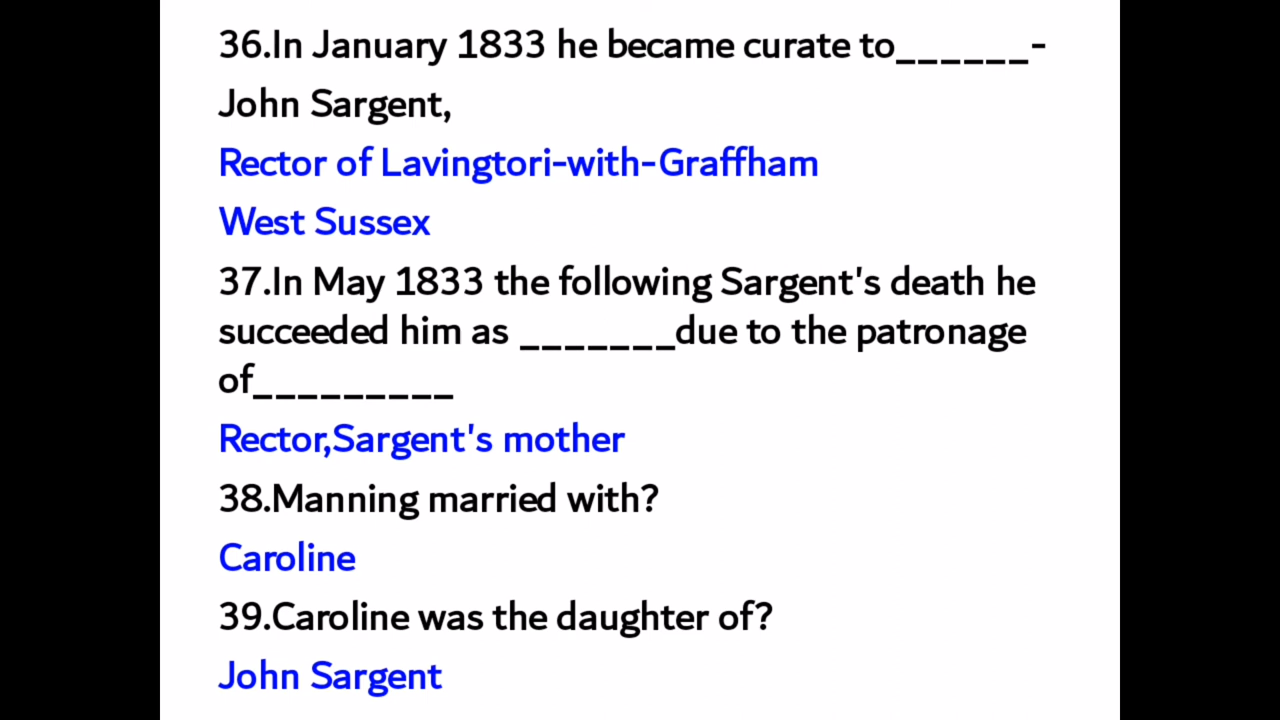 36.In January 1833 he became curate to______-
John Sargent,
Rector of Lavingtori-with-Graffham
West Sussex
37.In May 1833 the following Sargent's death he
succeeded him as _______due to the patronage
of_________
Rector,Sargent's mother
38.Manning married with?
Caroline
39.Caroline was the daughter of?
John Sargent